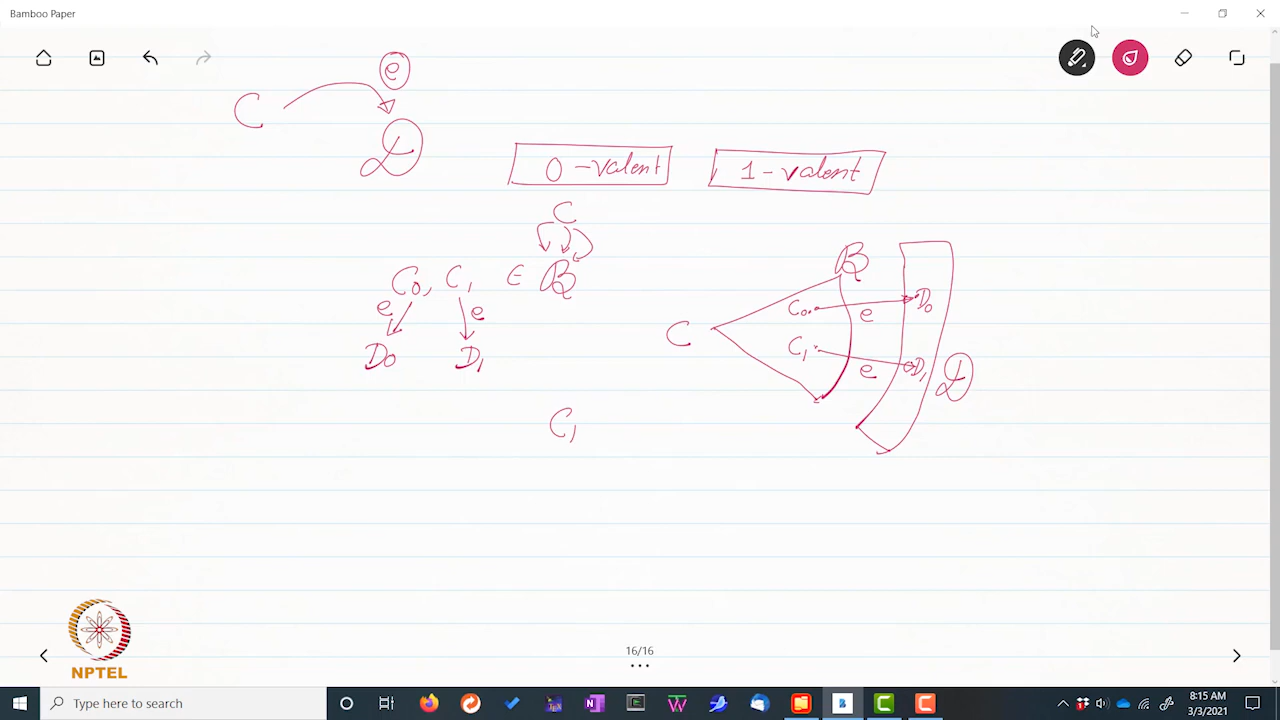 Bamboo Paper
e
C
D
0 - valent 1 - valent
C
C0, C1 ∈ B
e e
D0 D1
C1
B
C C0 e D0
C1 e D1
D
NPTEL
16/16
Type here to search
8:15 AM
3/3/2021